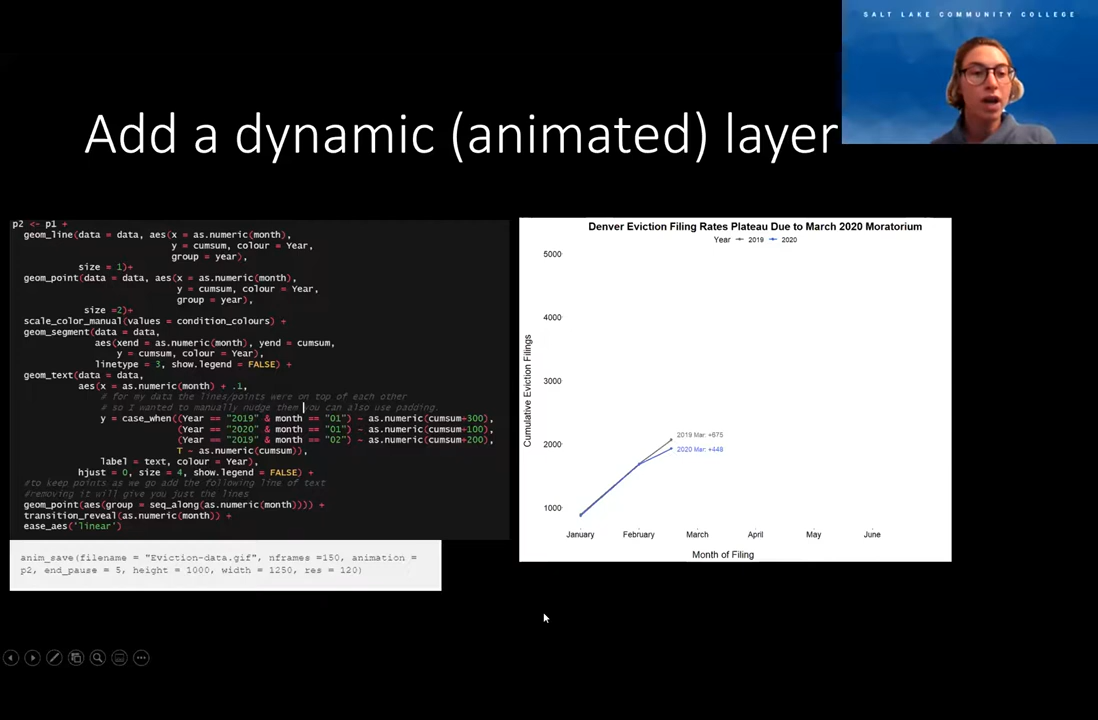 SALT LAKE COMMUNITY COLLEGE
Add a dynamic (animated) layer
p2 <- p1 +
geom_line(data = data, aes(x = as.numeric(month),
y = cumsum, colour = Year,
group = year),
size = 1)+
geom_point(data = data, aes(x = as.numeric(month),
y = cumsum, colour = Year,
group = year),
size =2)+
scale_color_manual(values = condition_colours) +
geom_segment(data = data,
aes(xend = as.numeric(month), yend = cumsum,
y = cumsum, colour = Year),
linetype = 3, show.legend = FALSE) +
geom_text(data = data,
aes(x = as.numeric(month) + .1,
# for my data the lines/points were on top of each other
# so I wanted to manually nudge them you can also use padding.
y = case_when((Year == "2019" & month == "01") ~ as.numeric(cumsum+300),
(Year == "2020" & month == "01") ~ as.numeric(cumsum+100),
(Year == "2019" & month == "02") ~ as.numeric(cumsum+200),
T ~ as.numeric(cumsum)),
label = text, colour = Year),
hjust = 0, size = 4, show.legend = FALSE) +
#to keep points as we go add the following line of text
#removing it will give you just the lines
geom_point(aes(group = seq_along(as.numeric(month)))) +
transition_reveal(as.numeric(month)) +
ease_aes('linear')
anim_save(filename = "Eviction-data.gif", nframes =150, animation =
p2, end_pause = 5, height = 1000, width = 1250, res = 120)
Denver Eviction Filing Rates Plateau Due to March 2020 Moratorium
Year 2019 2020
5000
4000
3000
2000
1000
Cumulative Eviction Filings
2019 Mar: +675
2020 Mar: +448
January February March April May June
Month of Filing